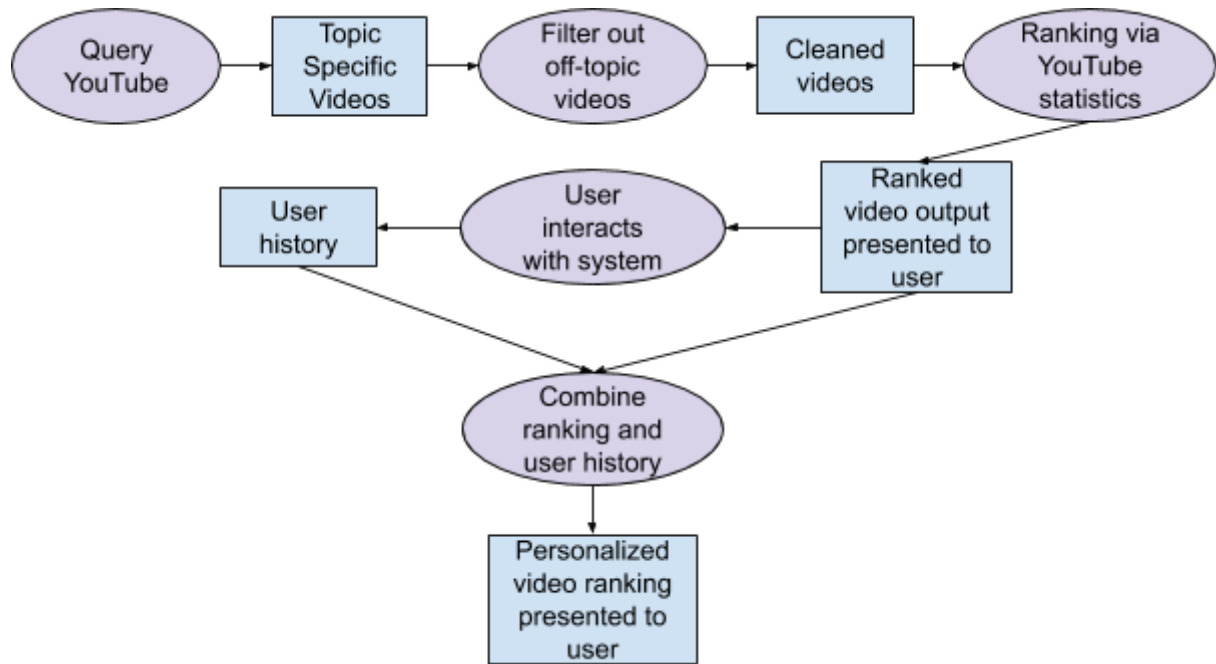 Query
YouTube
Topic
Specific
Videos
Filter out
off-topic
videos
Cleaned
videos
Ranking via
YouTube
statistics
User
history
User
interacts
with system
Ranked
video output
presented to
user
Combine
ranking and
user history
Personalized
video ranking
presented to
user